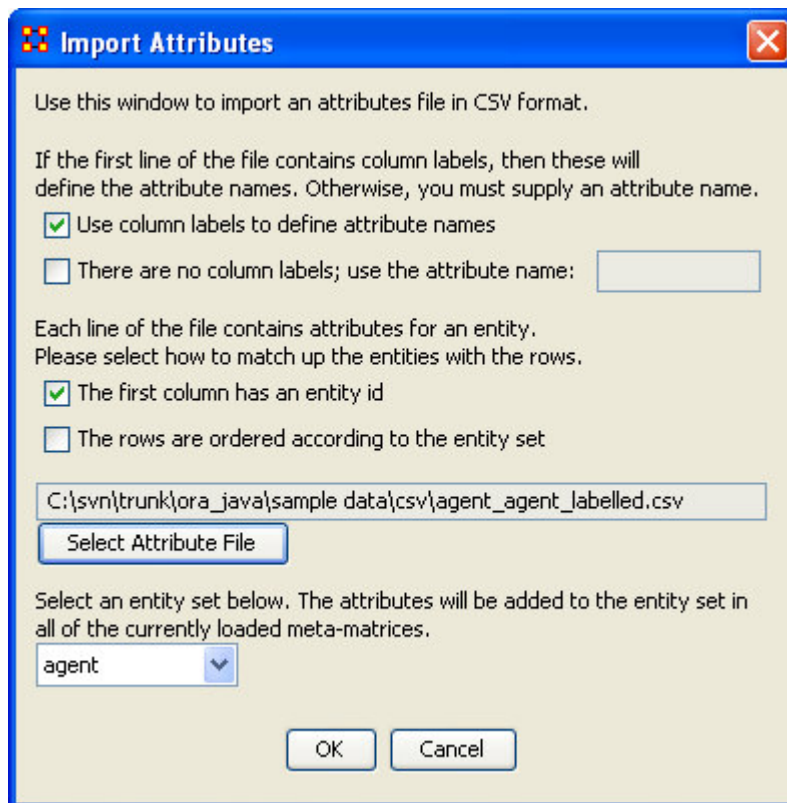 Import Attributes
Use this window to import an attributes file in CSV format.
If the first line of the file contains column labels, then these will
define the attribute names. Otherwise, you must supply an attribute name.
Use column labels to define attribute names
There are no column labels; use the attribute name:
Each line of the file contains attributes for an entity.
Please select how to match up the entities with the rows.
The first column has an entity id
The rows are ordered according to the entity set
C:\svn\trunk\ora_java\sample data\csv\agent_agent_labelled.csv
Select Attribute File
Select an entity set below. The attributes will be added to the entity set in
all of the currently loaded meta-matrices.
agent
OK Cancel